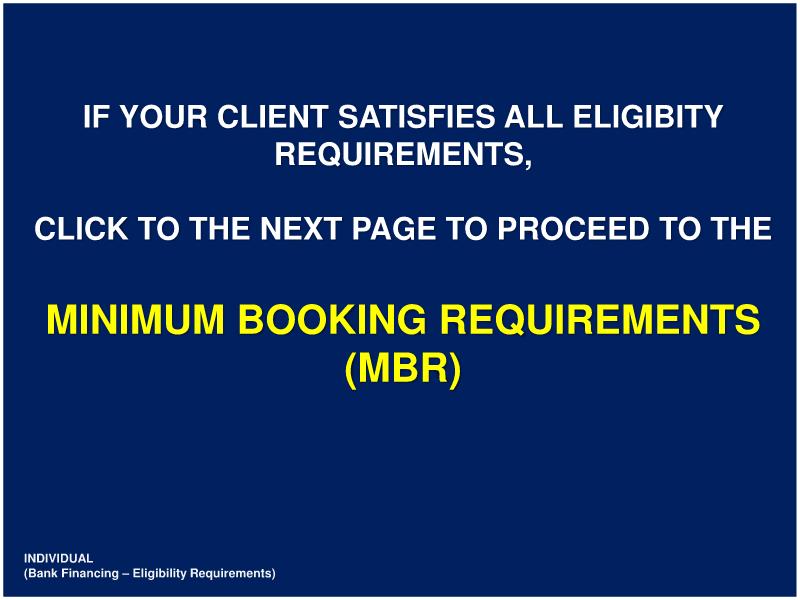 IF YOUR CLIENT SATISFIES ALL ELIGIBITY
REQUIREMENTS,
CLICK TO THE NEXT PAGE TO PROCEED TO THE
MINIMUM BOOKING REQUIREMENTS
(MBR)
INDIVIDUAL
(Bank Financing – Eligibility Requirements)